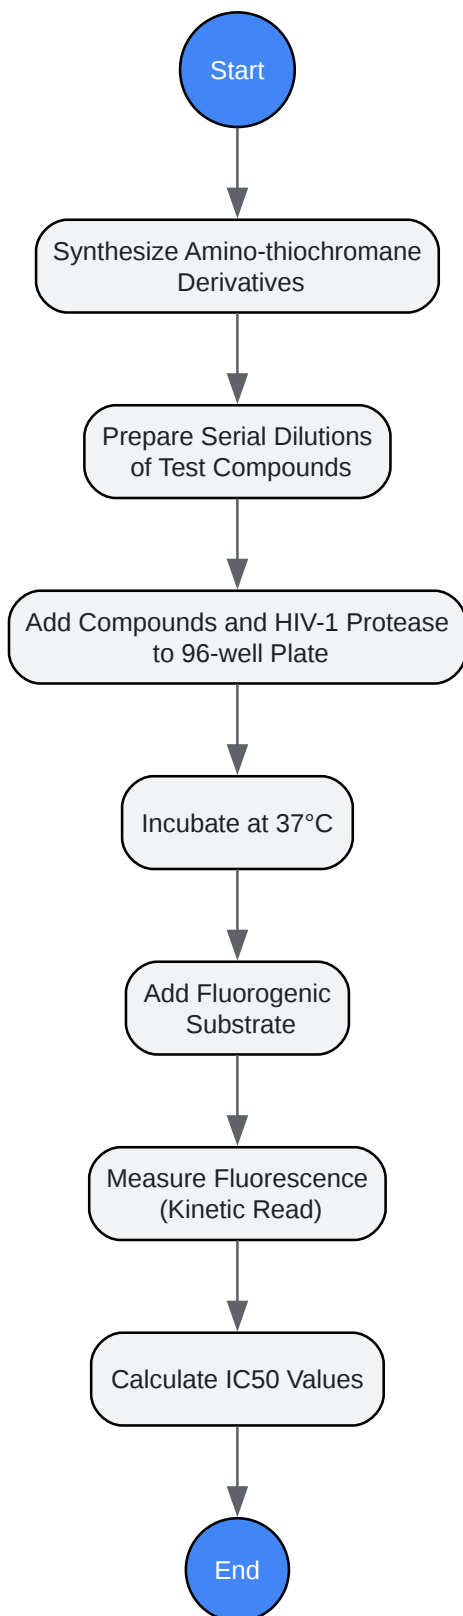 Start
Synthesize Amino-thiochromane
Derivatives
Prepare Serial Dilutions
of Test Compounds
Add Compounds and HIV-1 Protease
to 96-well Plate
Incubate at 37°C
Add Fluorogenic
Substrate
Measure Fluorescence
(Kinetic Read)
Calculate IC50 Values
End